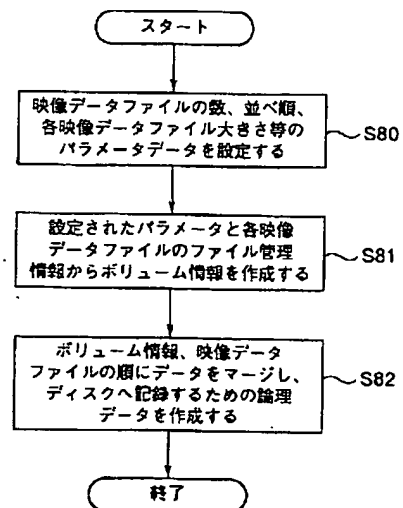 スタート
映像データファイルの数、並べ順、
各映像データファイル大きさ等の
パラメータデータを設定する
S80
設定されたパラメータと各映像
データファイルのファイル管理
情報からボリューム情報を作成する
S81
ボリューム情報、映像データ
ファイルの順にデータをマージし、
ディスクへ記録するための論理
データを作成する
S82
終了